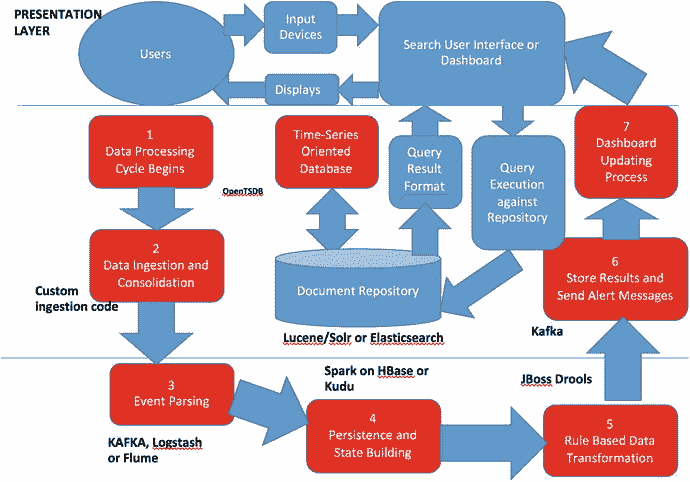 PRESENTATION
LAYER
Users
Input
Devices
Displays
Search User Interface or
Dashboard
1
Data Processing
Cycle Begins
Time-Series
Oriented
Database
OpenTSDB
Query
Result
Format
Query
Execution
against
Repository
7
Dashboard
Updating
Process
2
Data Ingestion and
Consolidation
Custom
ingestion code
Document Repository
Lucene/Solr or Elasticsearch
6
Store Results and
Send Alert Messages
Kafka
3
Event Parsing
KAFKA, Logstash
or Flume
Spark on HBase or
Kudu
4
Persistence and
State Building
JBoss Drools
5
Rule Based Data
Transformation